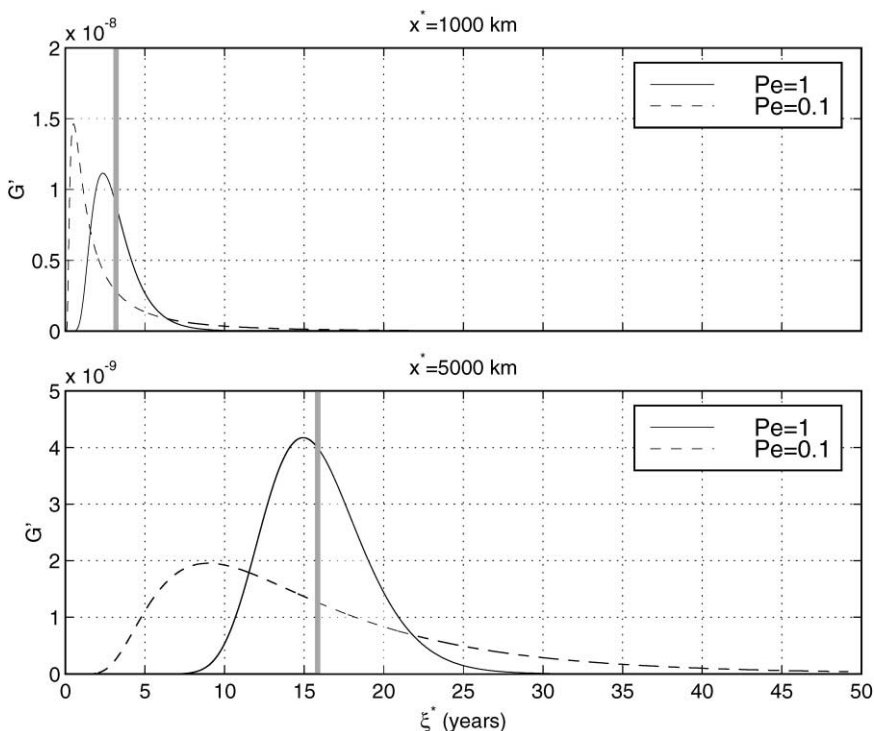 x 10^-8
x*=1000 km
2
1.5
1
0.5
0
G'
Pe=1
Pe=0.1
x 10^-9
x*=5000 km
5
4
3
2
1
0
G'
Pe=1
Pe=0.1
0 5 10 15 20 25 30 35 40 45 50
ξ* (years)